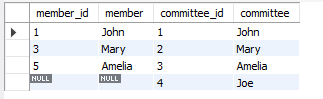 member_id member committee_id committee
1 John 1 John
3 Mary 2 Mary
5 Amelia 3 Amelia
NULL NULL 4 Joe